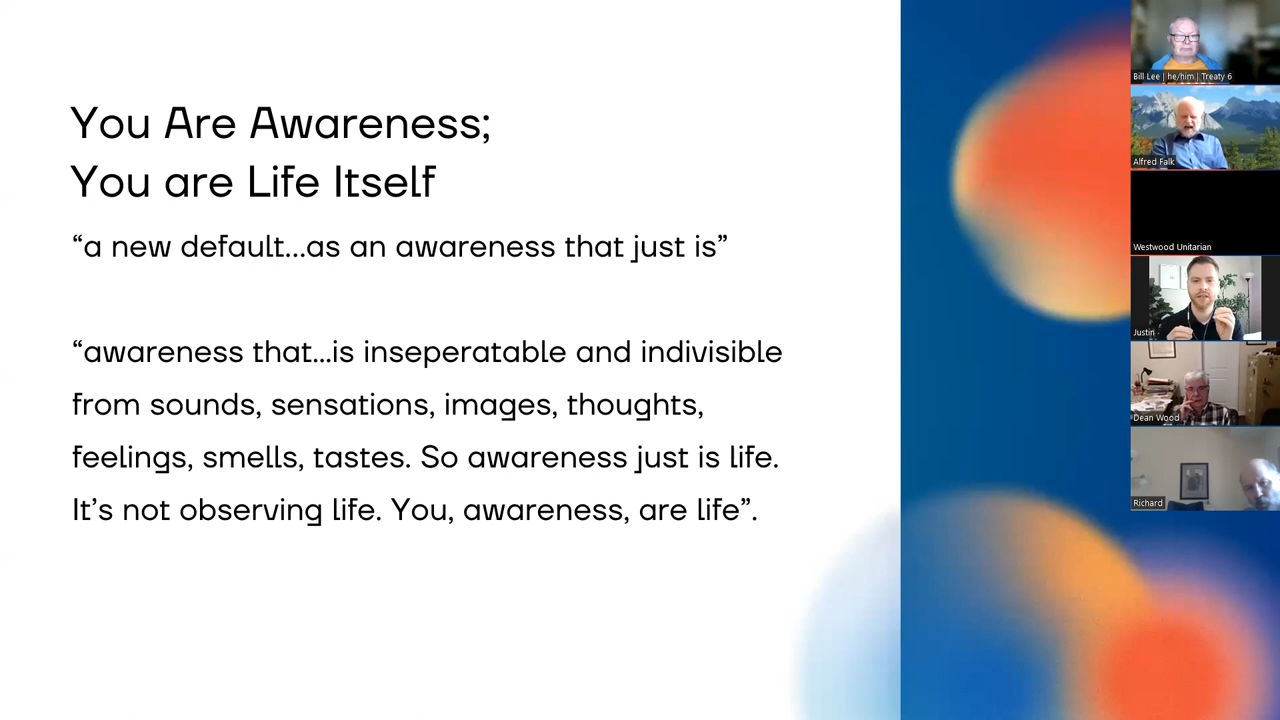 You Are Awareness;
You are Life Itself
“a new default...as an awareness that just is”
“awareness that...is inseperatable and indivisible
from sounds, sensations, images, thoughts,
feelings, smells, tastes. So awareness just is life.
It’s not observing life. You, awareness, are life”.
Bill Lee | he/him | Treaty 6
Alfred Falk
Westwood Unitarian
Justin
Dean Wood
Richard